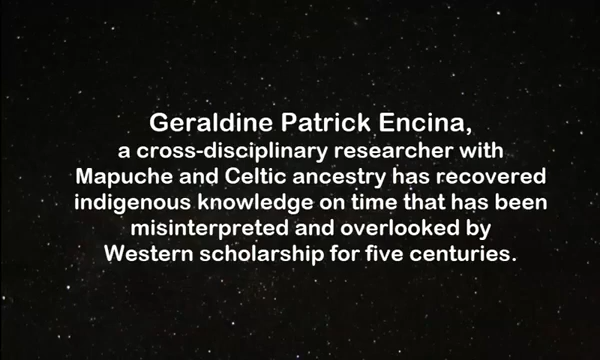 Geraldine Patrick Encina,
a cross-disciplinary researcher with
Mapuche and Celtic ancestry has recovered
indigenous knowledge on time that has been
misinterpreted and overlooked by
Western scholarship for five centuries.